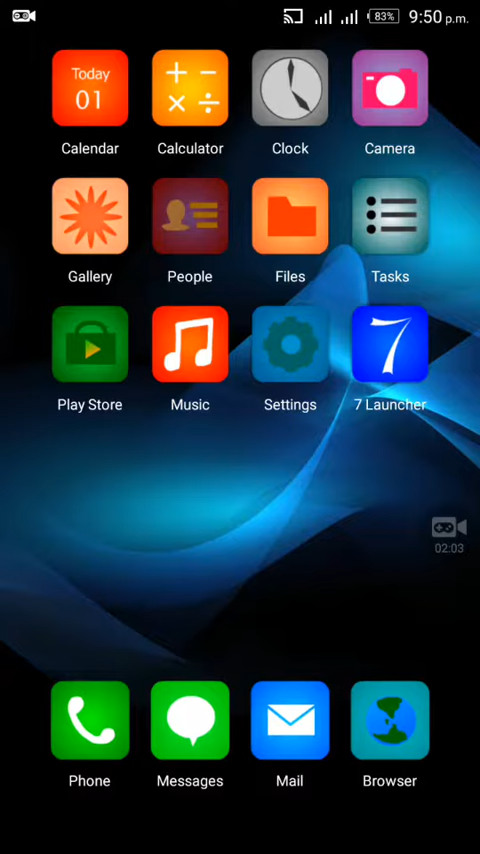 83% 9:50 p.m.
Today
01
Calendar Calculator Clock Camera
Gallery People Files Tasks
7
Play Store Music Settings 7 Launcher
02:03
Phone Messages Mail Browser